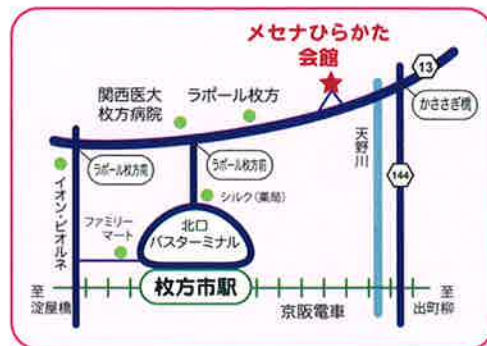 メセナひらかた
会館
13
関西医大
枚方病院
ラポール枚方
かささぎ橋
ラポール枚方南
ラポール枚方前
天野川
144
イオン・ビオルネ
シルク（薬局）
ファミリー
マート
北口
バスターミナル
至
淀屋橋
枚方市駅
京阪電車
至
出町柳